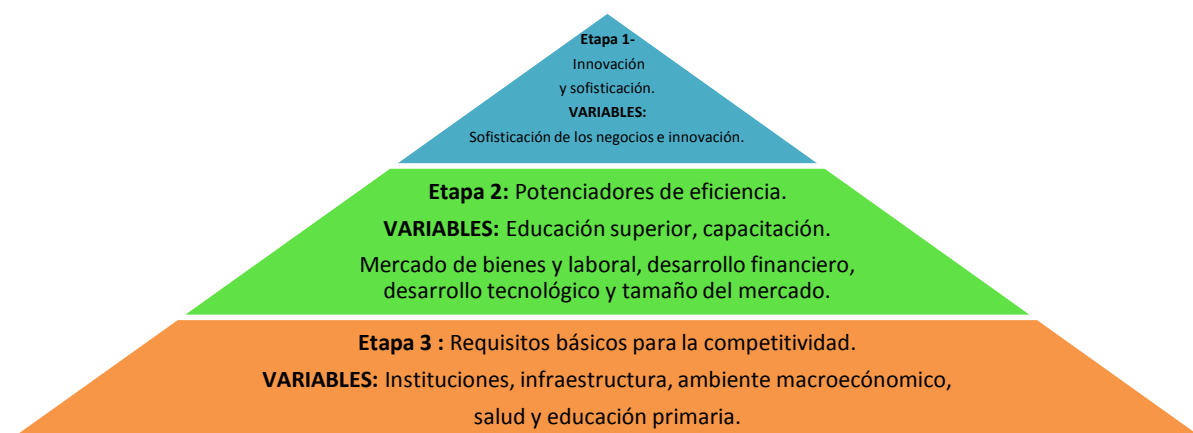 Etapa 1-
Innovación
y sofisticación.
VARIABLES:
Sofisticación de los negocios e innovación.
Etapa 2: Potenciadores de eficiencia.
VARIABLES: Educación superior, capacitación.
Mercado de bienes y laboral, desarrollo financiero,
desarrollo tecnológico y tamaño del mercado.
Etapa 3 : Requisitos básicos para la competitividad.
VARIABLES: Instituciones, infraestructura, ambiente macroecónomico,
salud y educación primaria.